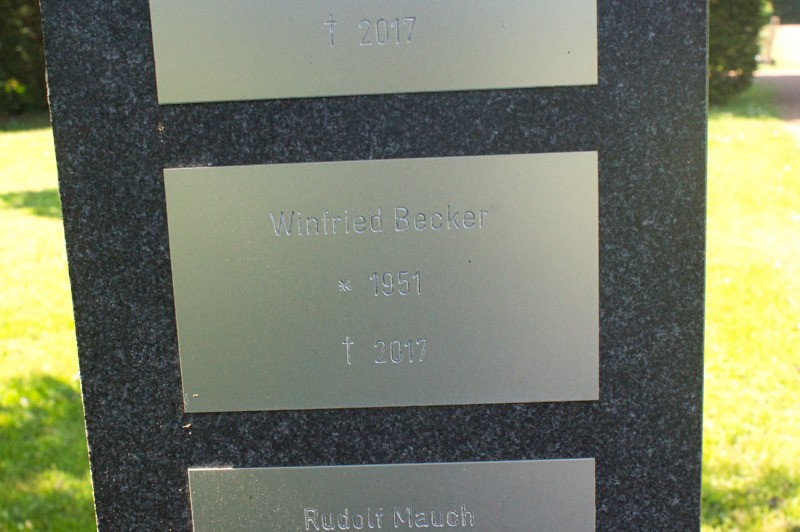 † 2017
Winfried Becker
* 1951
† 2017
Rudolf Mauch